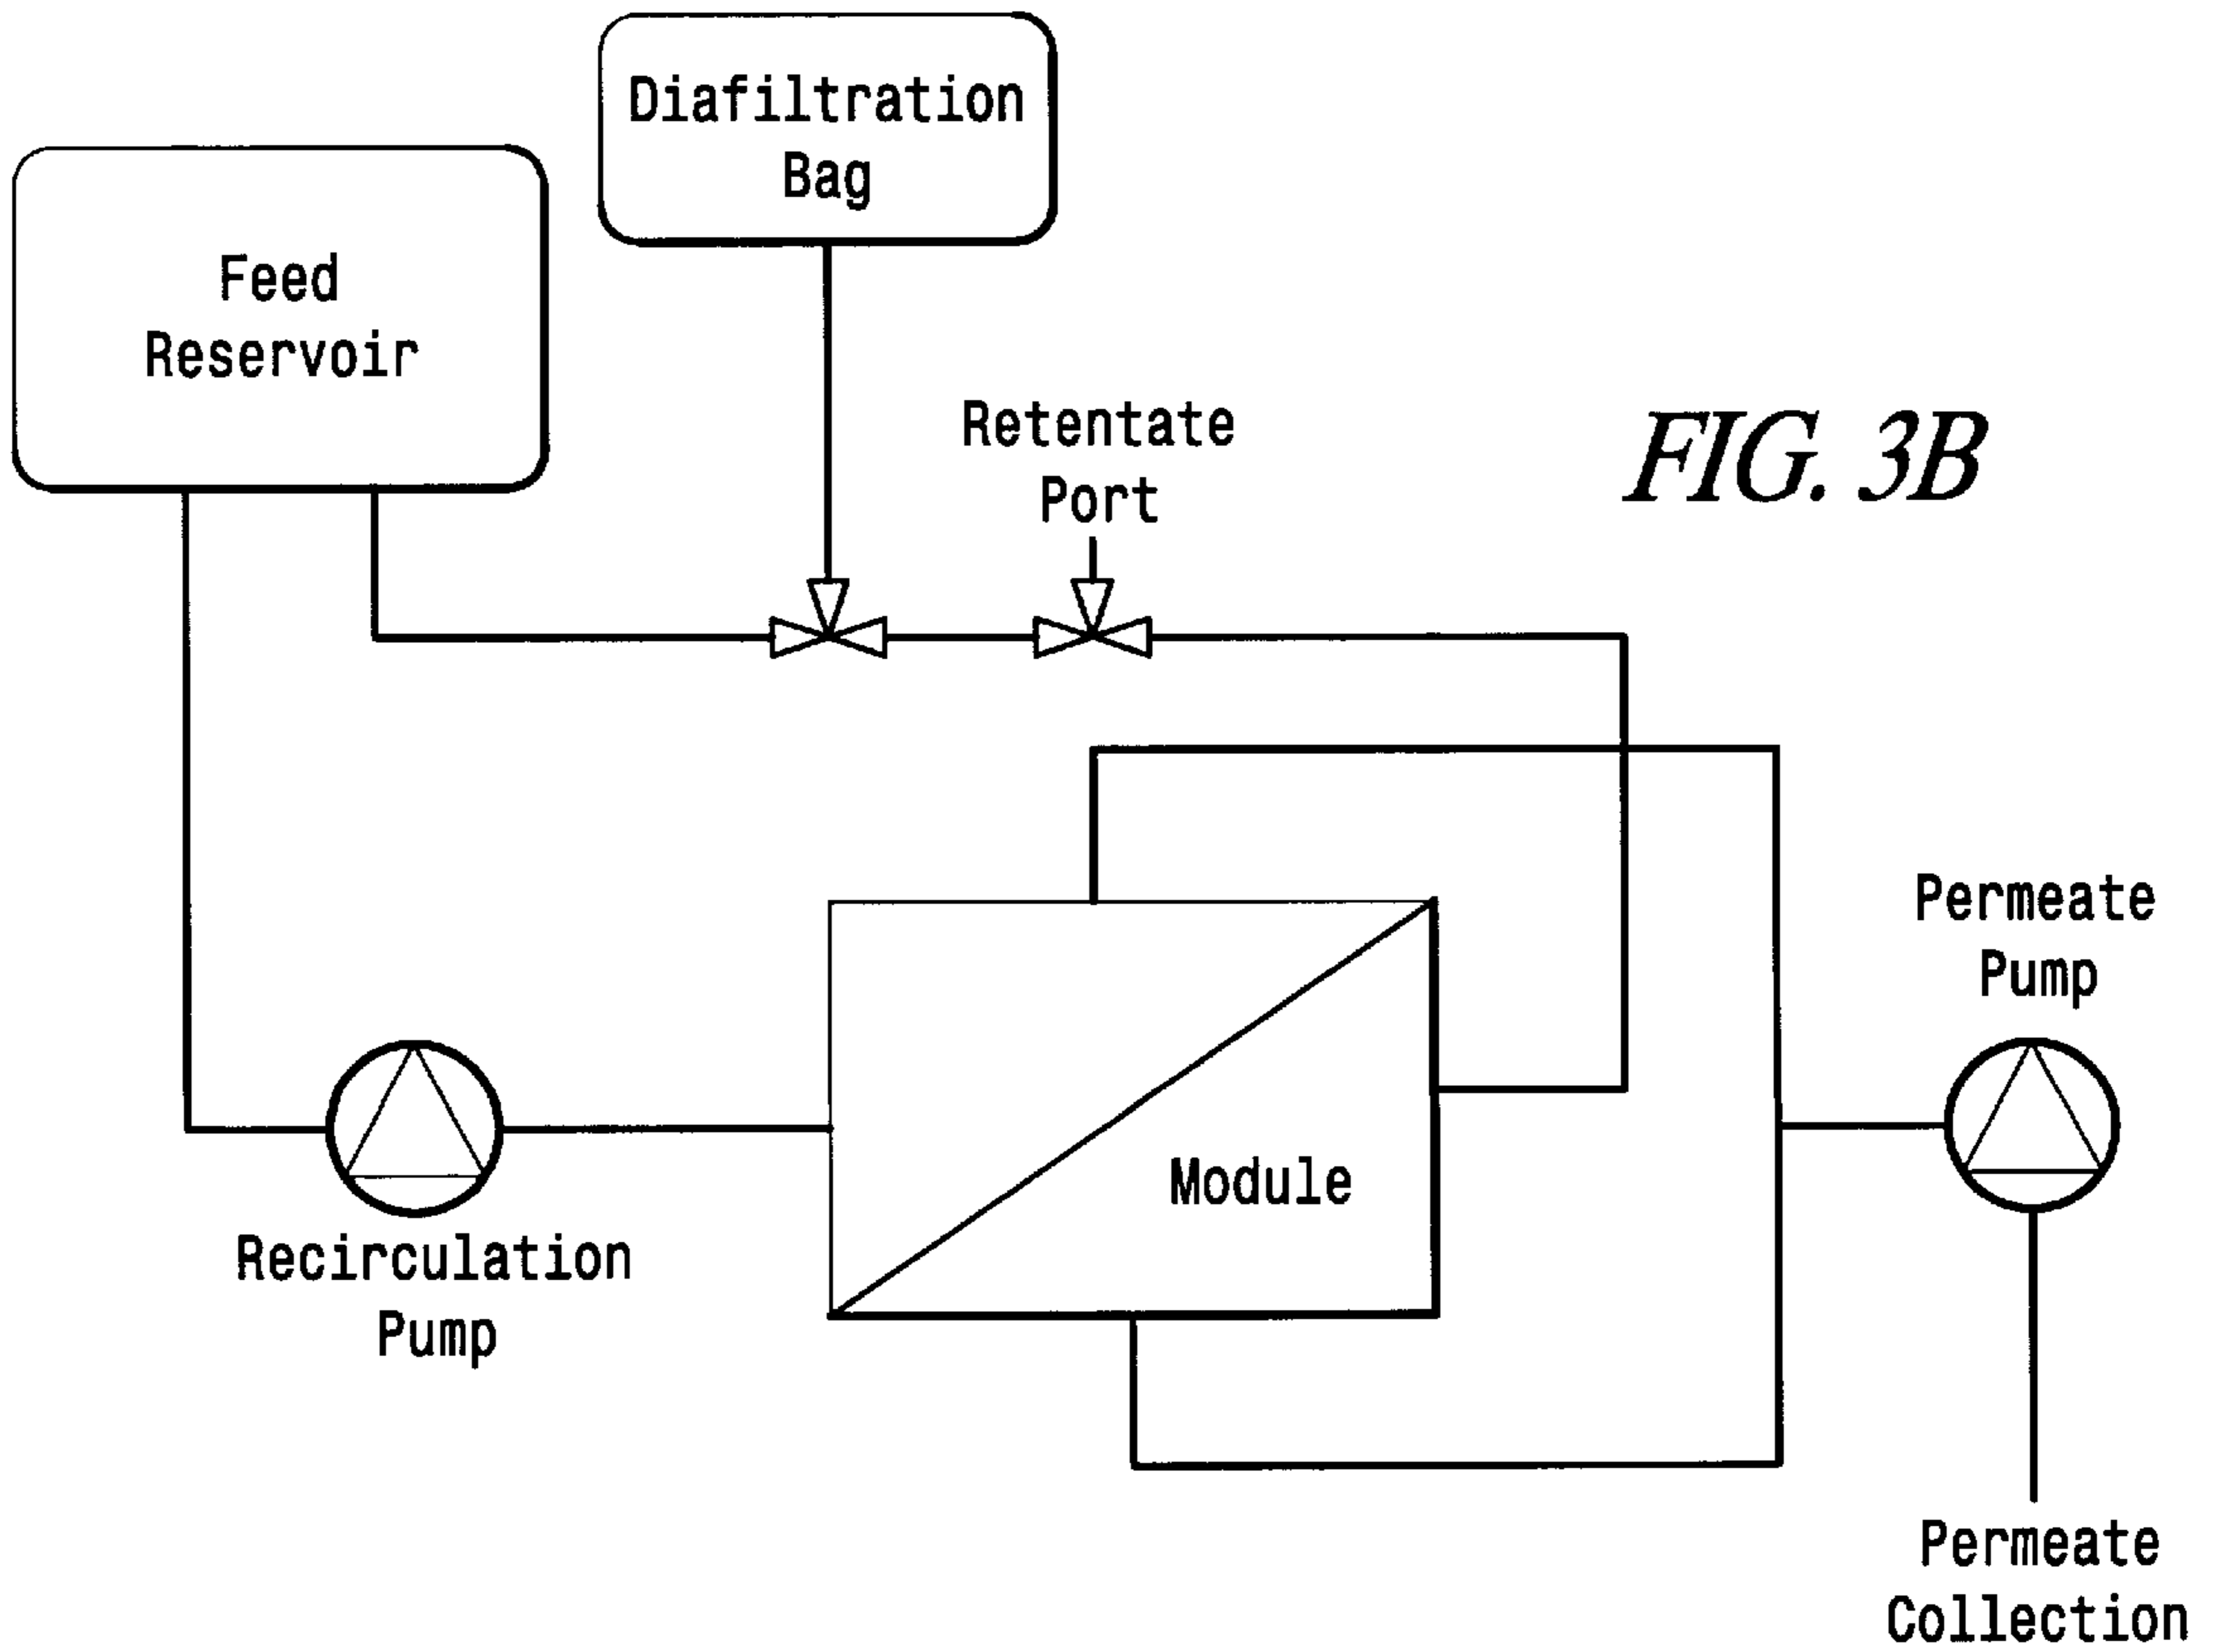 Diafiltration
Bag
Feed
Reservoir
Retentate
Port
FIG. 3B
Permeate
Pump
Module
Recirculation
Pump
Permeate
Collection